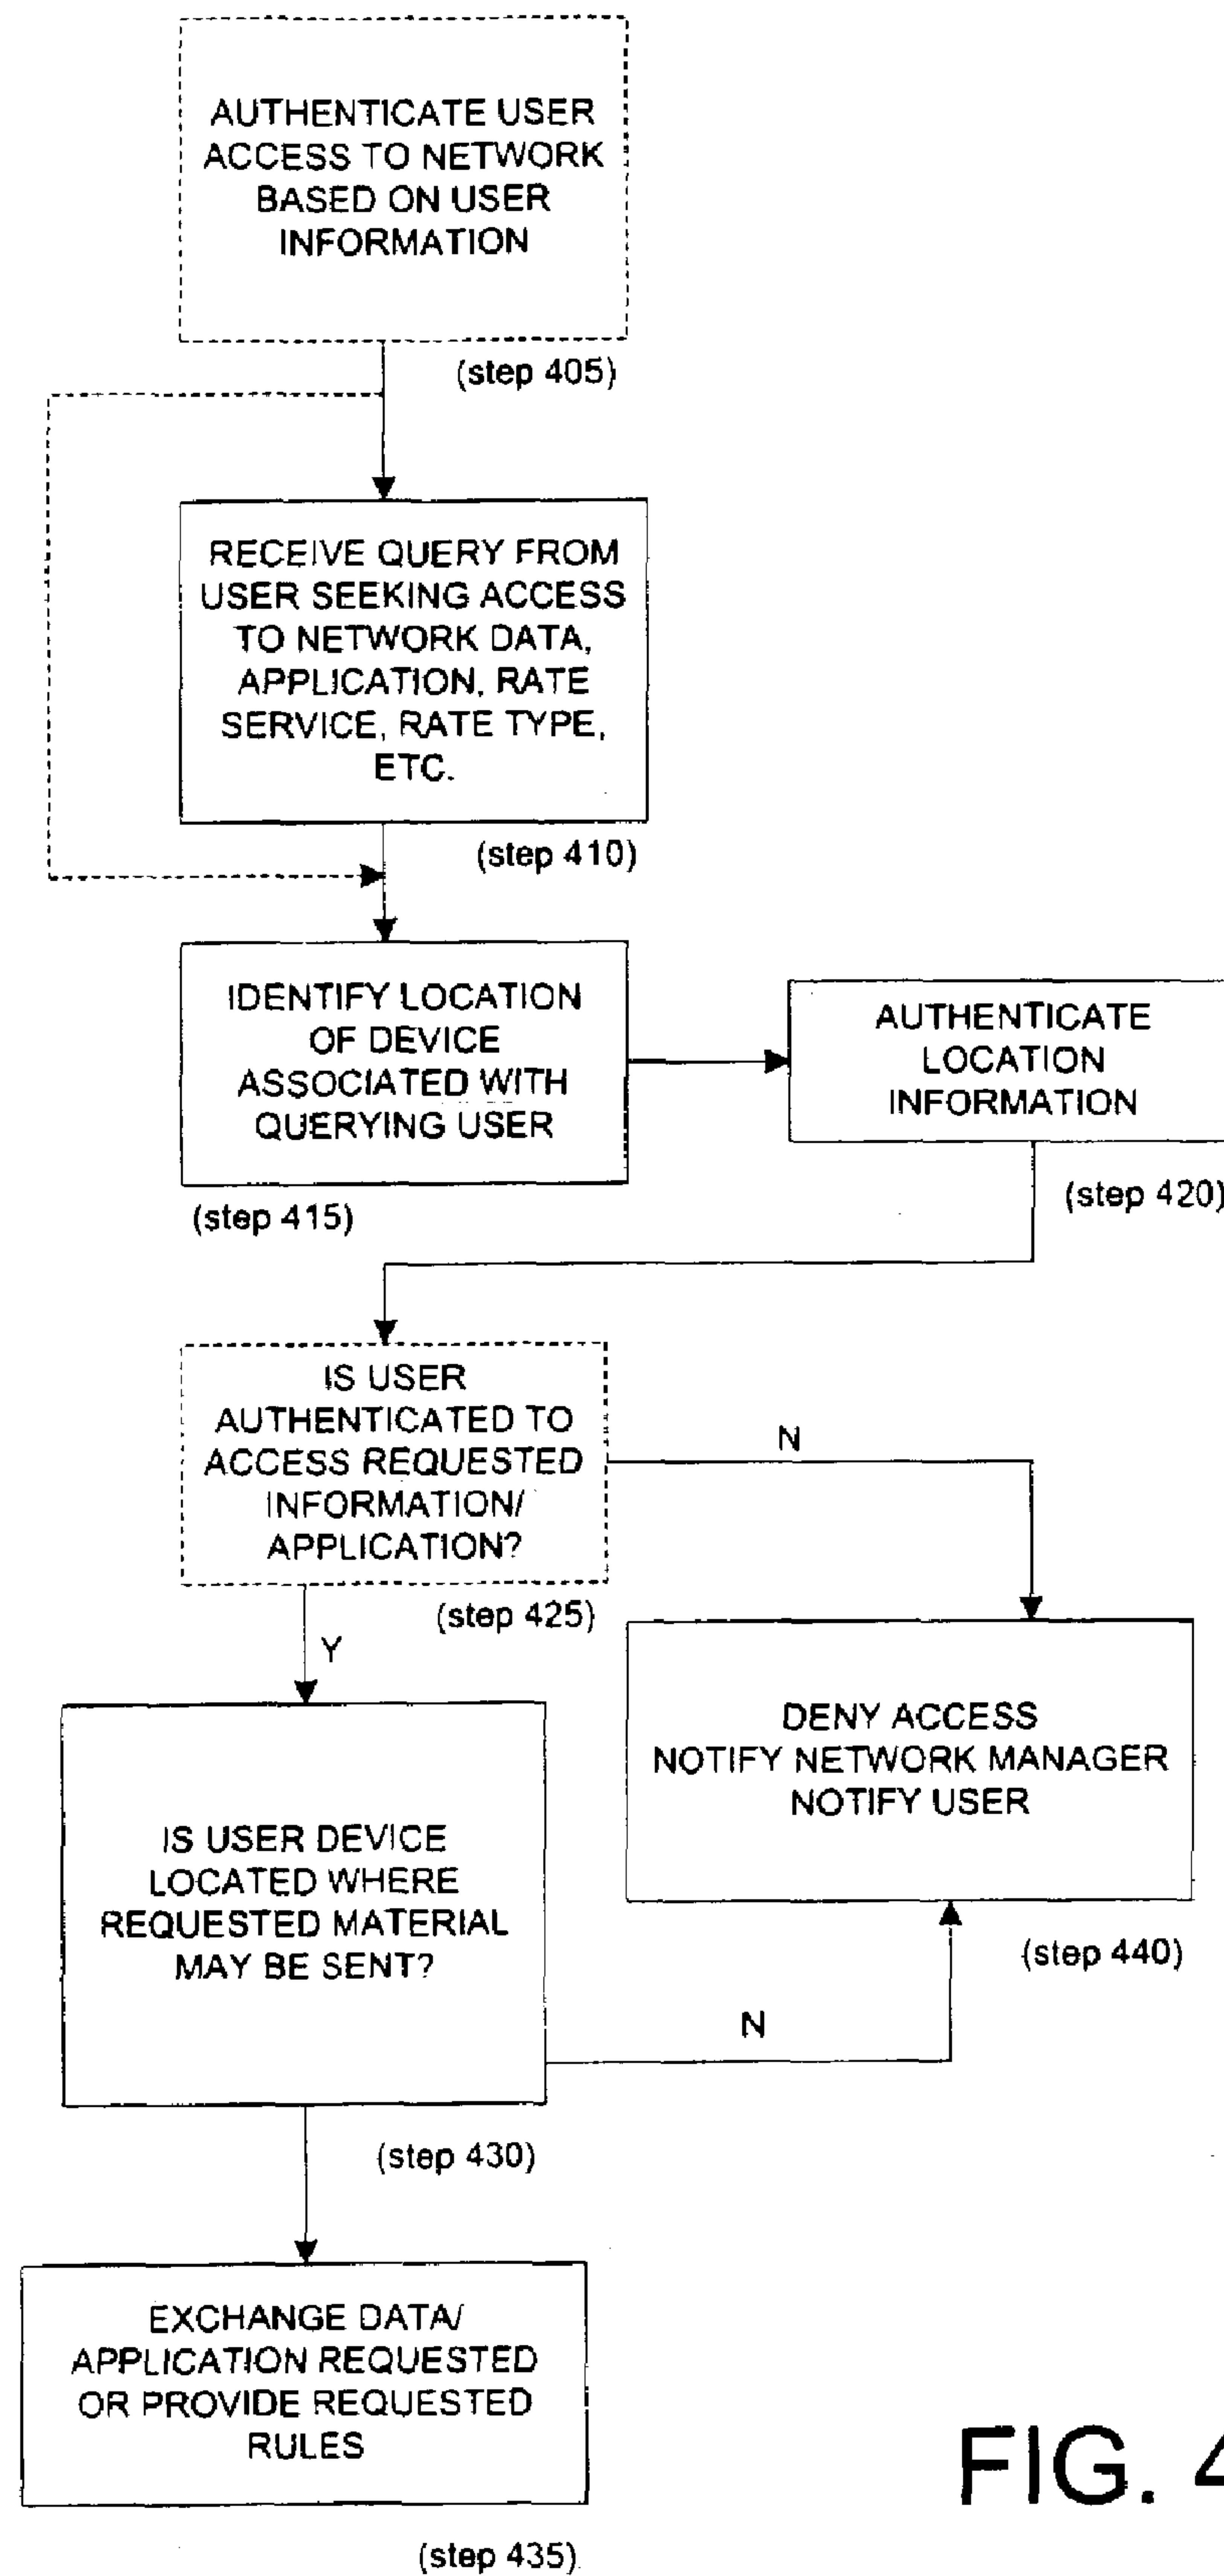 AUTHENTICATE USER
ACCESS TO NETWORK
BASED ON USER
INFORMATION
(step 405)
RECEIVE QUERY FROM
USER SEEKING ACCESS
TO NETWORK DATA,
APPLICATION, RATE
SERVICE, RATE TYPE,
ETC.
(step 410)
IDENTIFY LOCATION
OF DEVICE
ASSOCIATED WITH
QUERYING USER
(step 415)
AUTHENTICATE
LOCATION
INFORMATION
(step 420)
IS USER
AUTHENTICATED TO
ACCESS REQUESTED
INFORMATION/
APPLICATION?
(step 425)
N
Y
DENY ACCESS
NOTIFY NETWORK MANAGER
NOTIFY USER
(step 440)
IS USER DEVICE
LOCATED WHERE
REQUESTED MATERIAL
MAY BE SENT?
N
(step 430)
EXCHANGE DATA/
APPLICATION REQUESTED
OR PROVIDE REQUESTED
RULES
(step 435)
FIG. 4